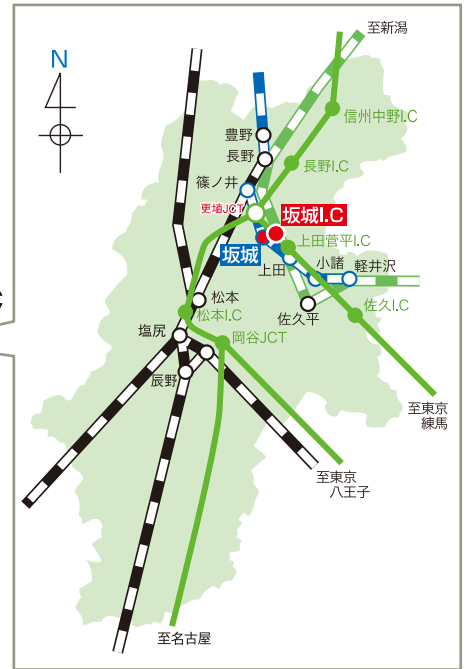 至新潟
N
信州中野I.C
豊野
長野
長野I.C
篠ノ井
更埴JCT
坂城I.C
坂城
上田菅平I.C
上田
小諸
軽井沢
松本
松本I.C
佐久平
佐久I.C
塩尻
岡谷JCT
辰野
至東京
練馬
至東京
八王子
至名古屋